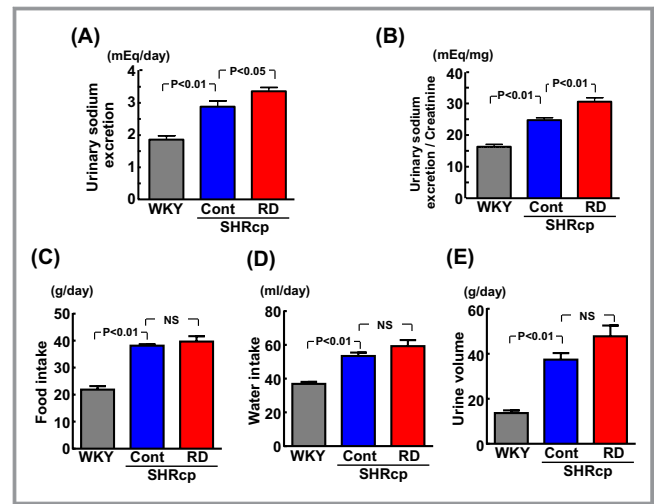 (A)
(mEq/day)
Urinary sodium
excretion
4
3
2
1
0
P<0.01
P<0.05
WKY Cont RD
SHRcp
(B)
(mEq/mg)
Urinary sodium
excretion / Creatinine
40
30
20
10
0
P<0.01
P<0.01
WKY Cont RD
SHRcp
(C)
(g/day)
Food intake
50
40
30
20
10
0
P<0.01
NS
WKY Cont RD
SHRcp
(D)
(ml/day)
Water intake
80
60
40
20
0
P<0.01
NS
WKY Cont RD
SHRcp
(E)
(g/day)
Urine volume
60
40
20
0
P<0.01
NS
WKY Cont RD
SHRcp